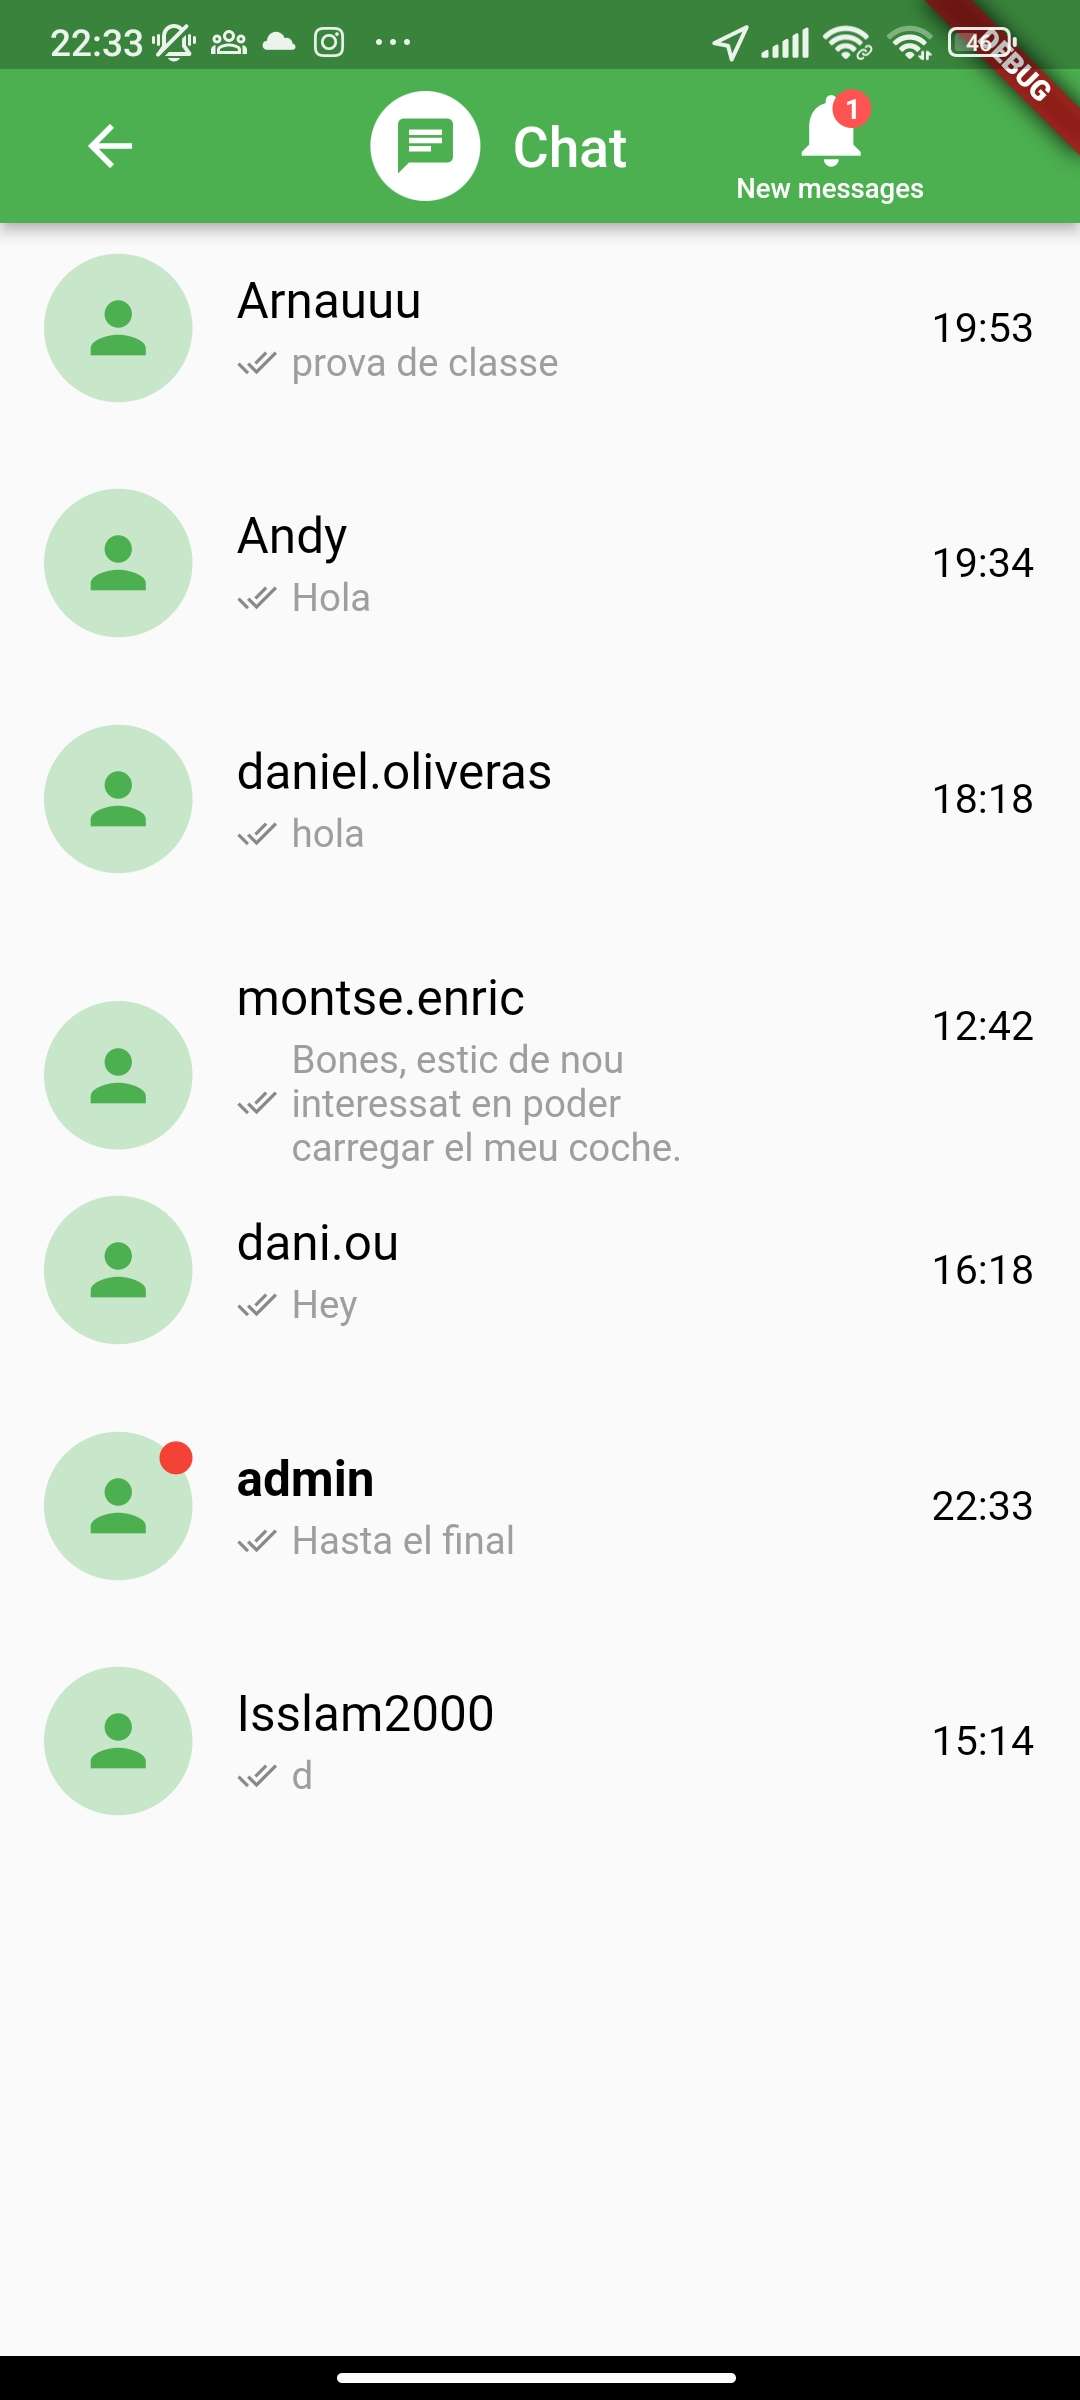 22:33
46
DEBUG
Chat
1
New messages
Arnauuu
prova de classe
19:53
Andy
Hola
19:34
daniel.oliveras
hola
18:18
montse.enric
Bones, estic de nou
interessat en poder
carregar el meu coche.
12:42
dani.ou
Hey
16:18
admin
Hasta el final
22:33
Isslam2000
d
15:14